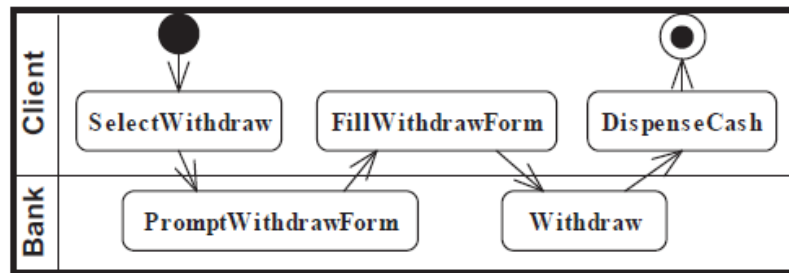 Client
SelectWithdraw
FillWithdrawForm
DispenseCash
Bank
PromptWithdrawForm
Withdraw